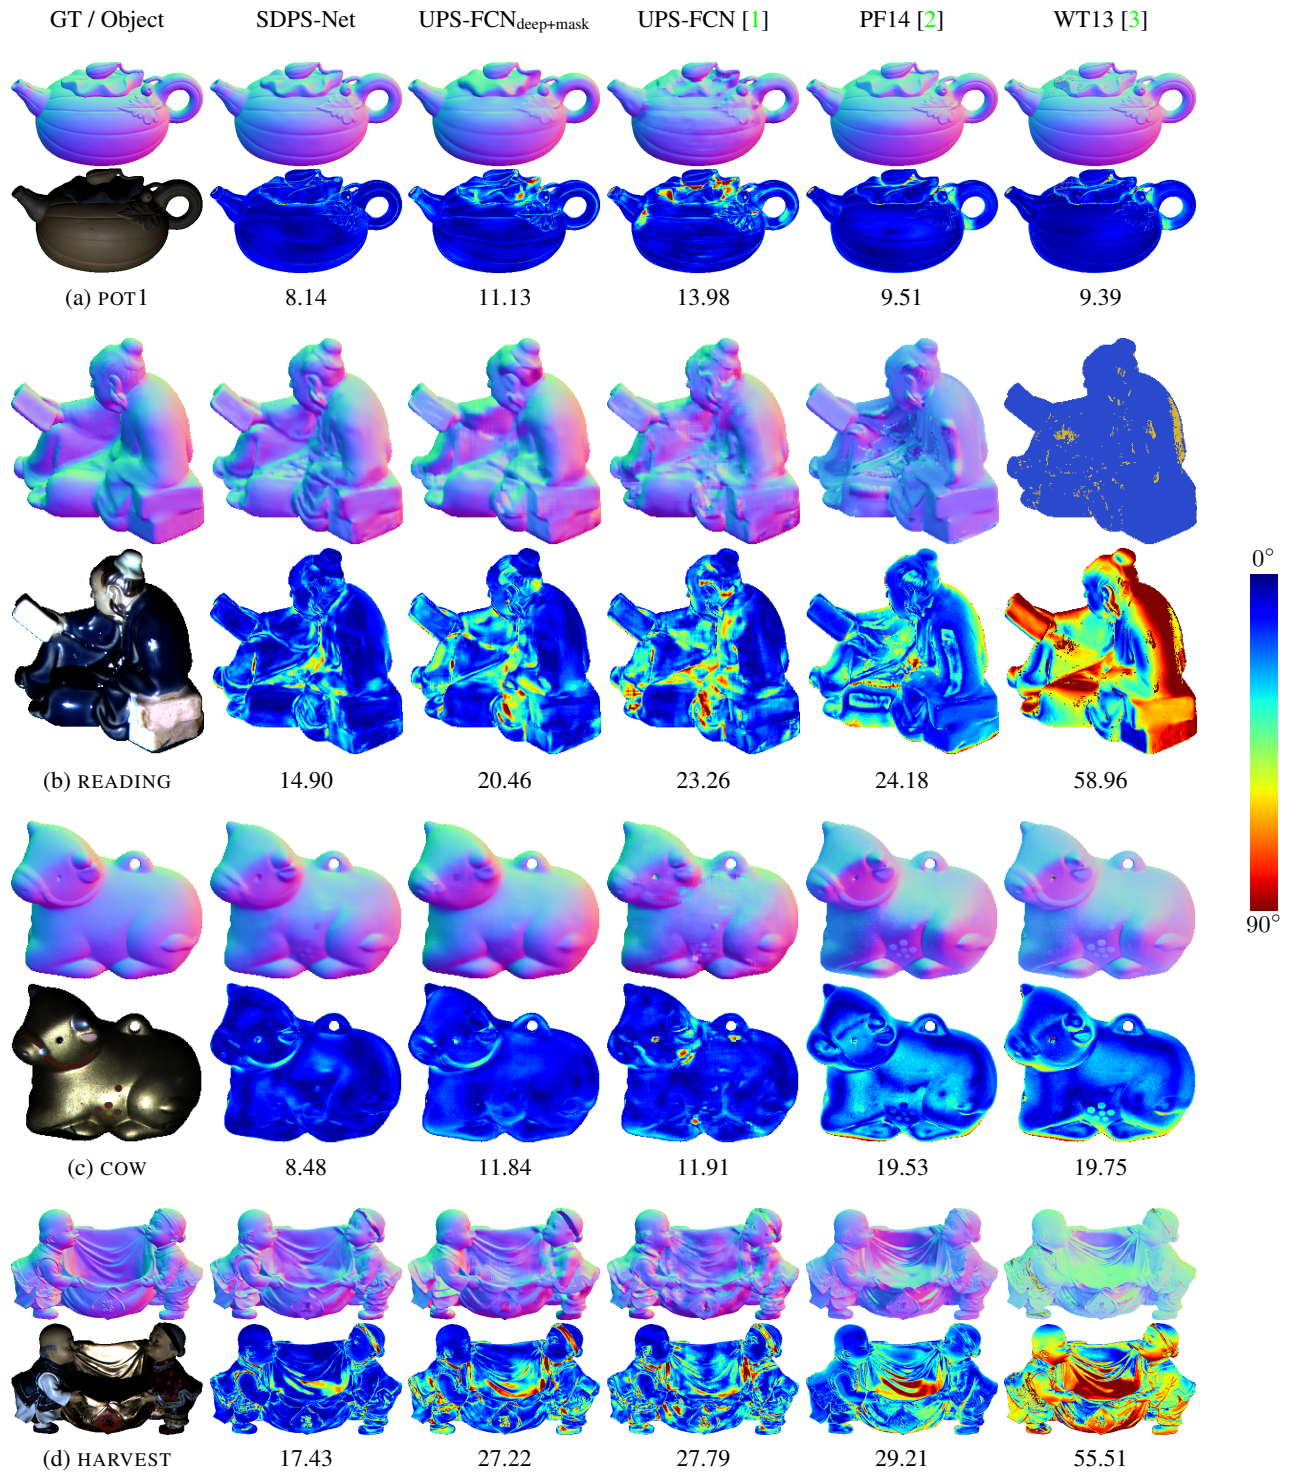 GT / Object SDPS-Net UPS-FCN deep+mask UPS-FCN [1] PF14 [2] WT13 [3]
(a) POT1 8.14 11.13 13.98 9.51 9.39
(b) READING 14.90 20.46 23.26 24.18 58.96
0°
90°
(c) COW 8.48 11.84 11.91 19.53 19.75
(d) HARVEST 17.43 27.22 27.79 29.21 55.51